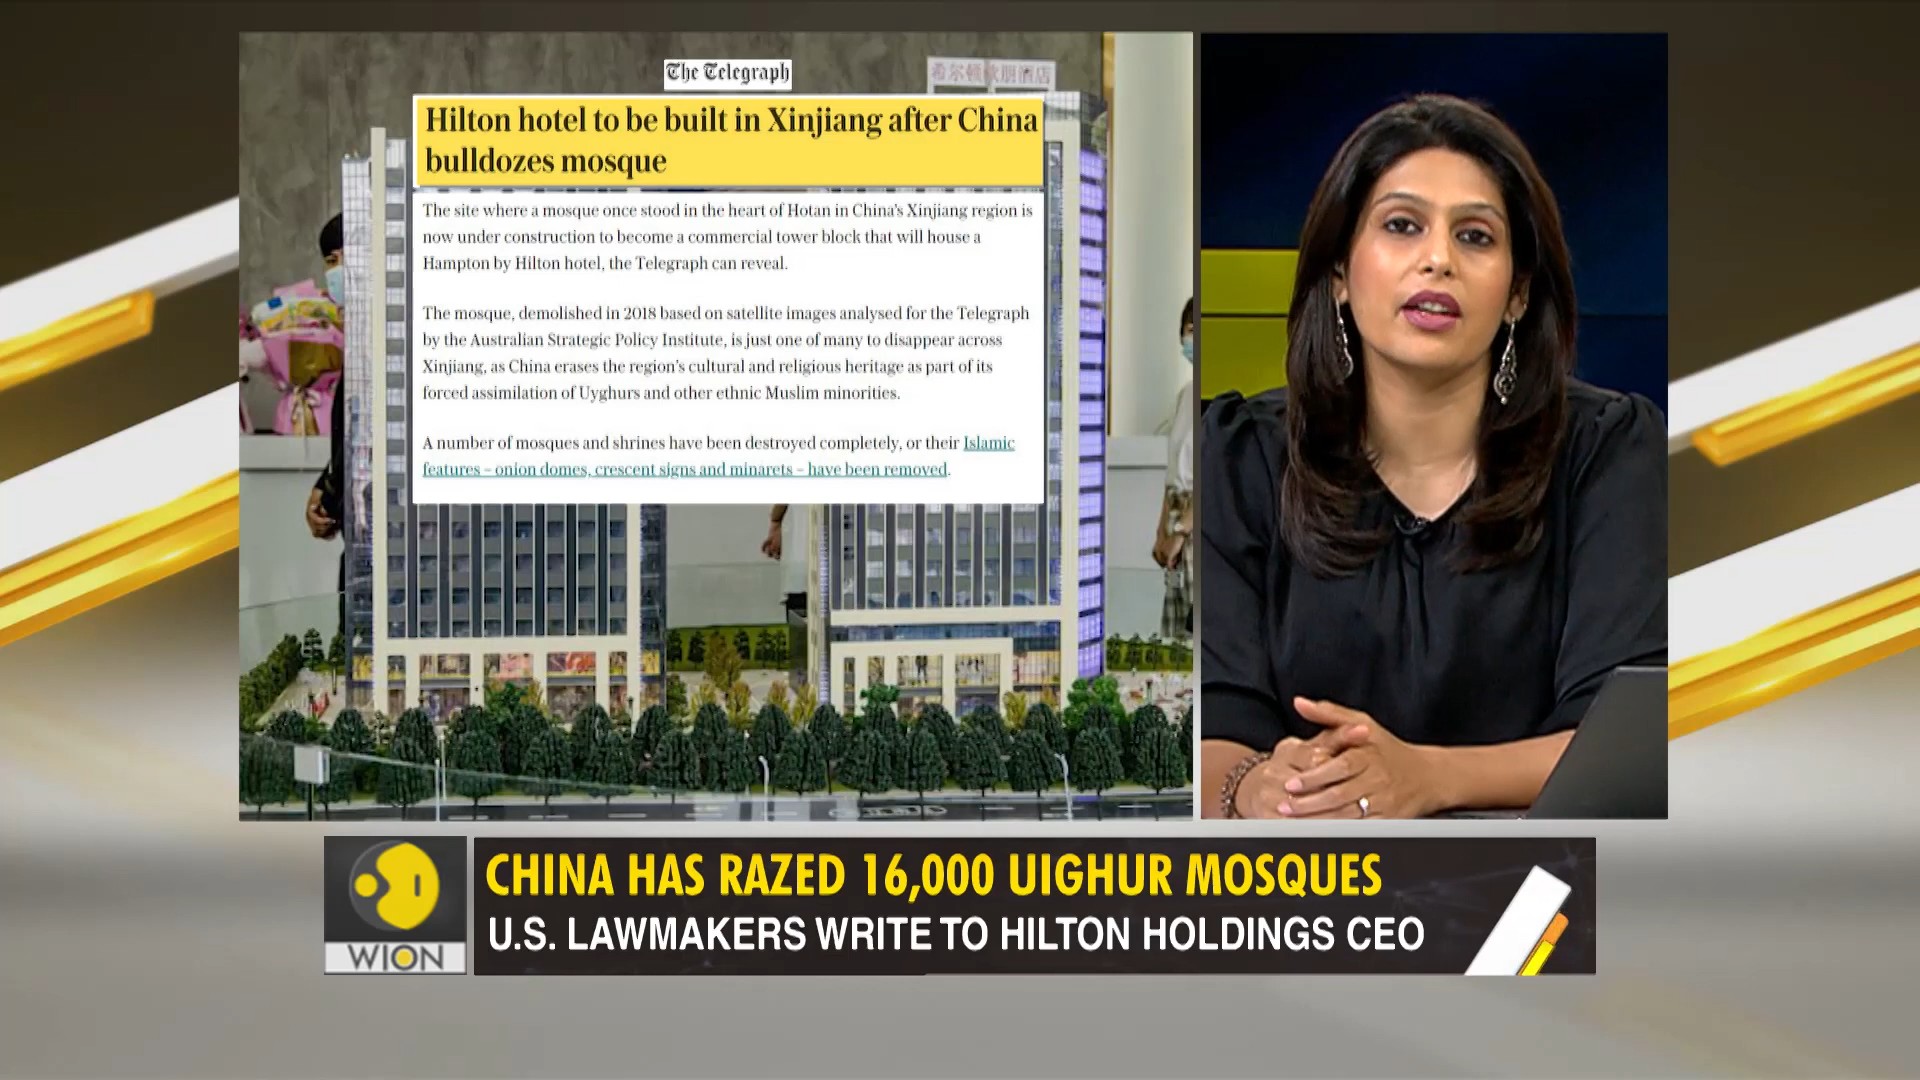 The Telegraph
希尔顿欢朋酒店
Hilton hotel to be built in Xinjiang after China
bulldozes mosque
The site where a mosque once stood in the heart of Hotan in China's Xinjiang region is
now under construction to become a commercial tower block that will house a
Hampton by Hilton hotel, the Telegraph can reveal.
The mosque, demolished in 2018 based on satellite images analysed for the Telegraph
by the Australian Strategic Policy Institute, is just one of many to disappear across
Xinjiang, as China erases the region's cultural and religious heritage as part of its
forced assimilation of Uyghurs and other ethnic Muslim minorities.
A number of mosques and shrines have been destroyed completely, or their Islamic
features – onion domes, crescent signs and minarets – have been removed.
CHINA HAS RAZED 16,000 UIGHUR MOSQUES
U.S. LAWMAKERS WRITE TO HILTON HOLDINGS CEO
WION